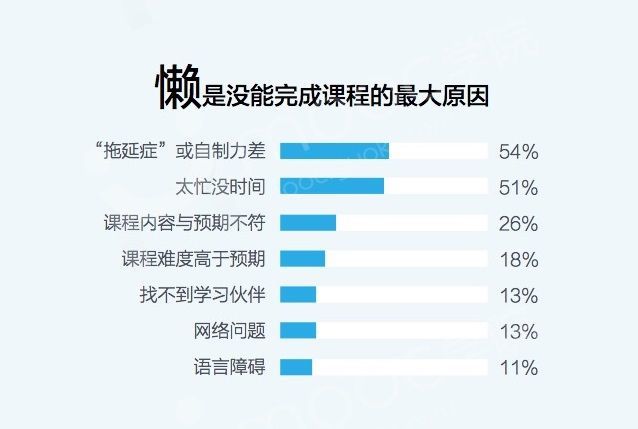 懒是没能完成课程的最大原因
“拖延症”或自制力差 54%
太忙没时间 51%
课程内容与预期不符 26%
课程难度高于预期 18%
找不到学习伙伴 13%
网络问题 13%
语言障碍 11%